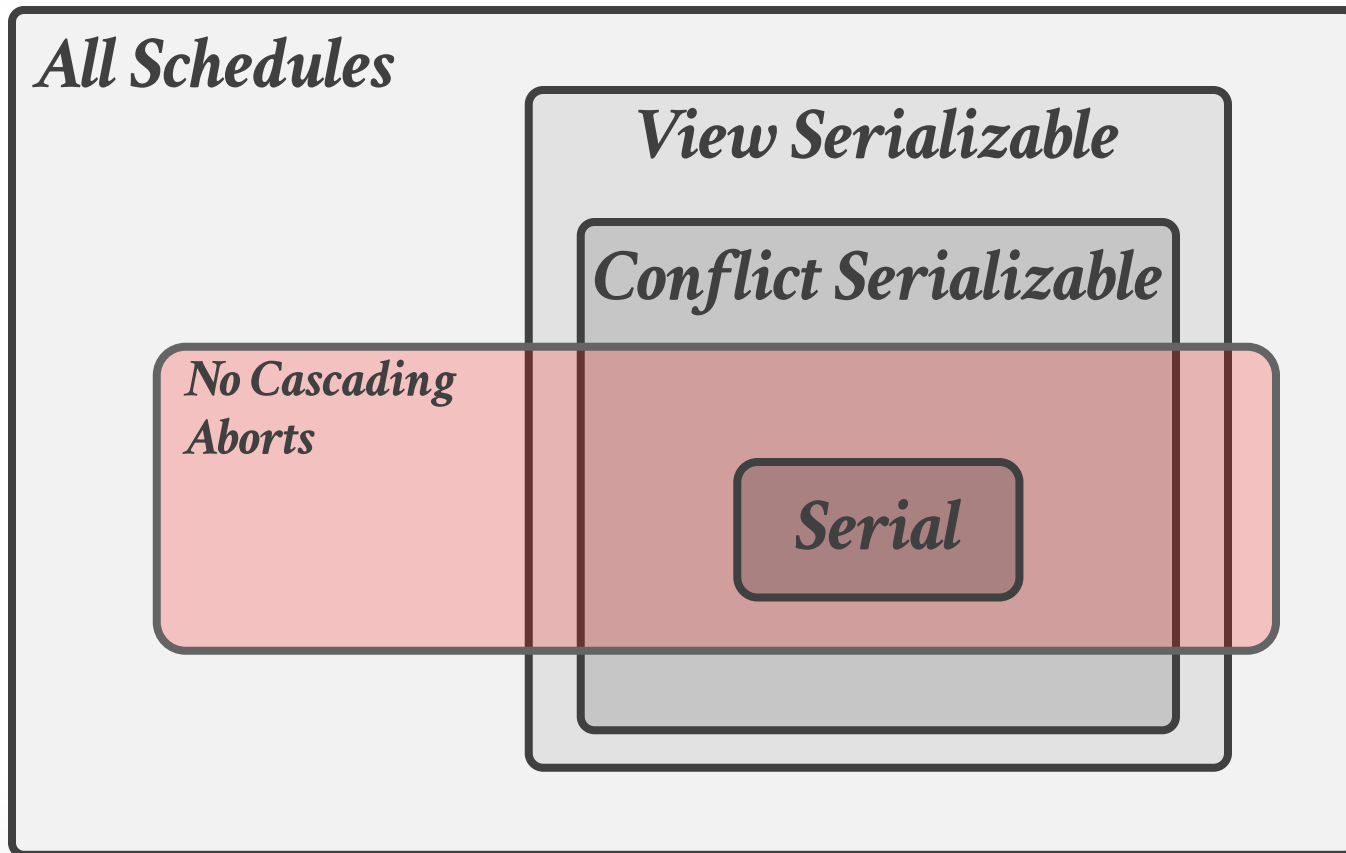 All Schedules
View Serializable
Conflict Serializable
No Cascading
Aborts
Serial